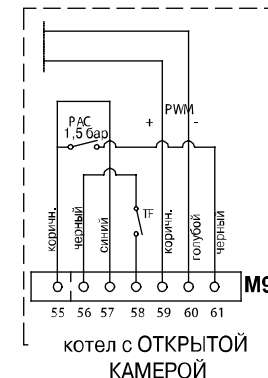 PWM
+ -
PAC
1,5 бар
TF
коричн.
черный
синий
коричн.
голубой
черный
M9
55 56 57 58 59 60 61
котел с ОТКРЫТОЙ
КАМЕРОЙ